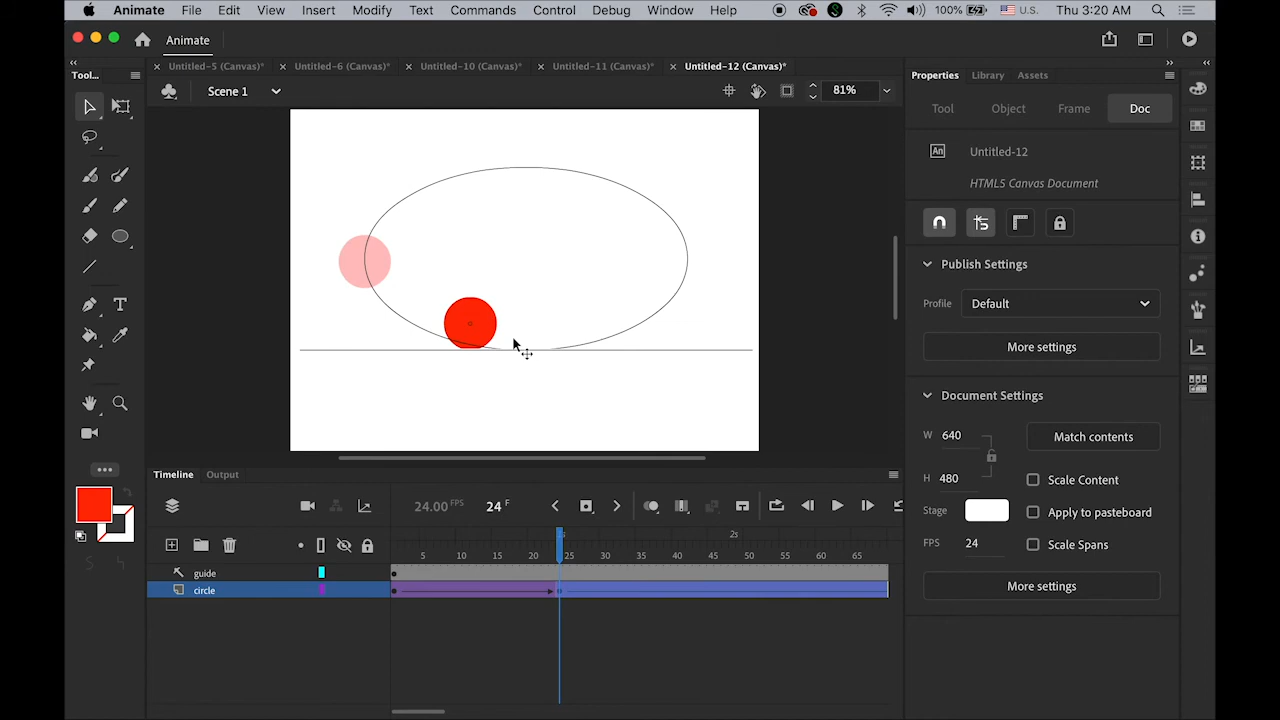 Animate File Edit View Insert Modify Text Commands Control Debug Window Help 100% U.S. Thu 3:20 AM
Animate
Untitled-5 (Canvas)* Untitled-6 (Canvas)* Untitled-10 (Canvas)* Untitled-11 (Canvas)* Untitled-12 (Canvas)*
Tool...
Scene 1 81%
Properties Library Assets
Tool Object Frame Doc
An Untitled-12
HTML5 Canvas Document
Publish Settings
Profile Default
More settings
Document Settings
W 640 Match contents
H 480 Scale Content
Stage Apply to pasteboard
FPS 24 Scale Spans
More settings
T
Timeline Output
24.00 FPS 24 F
2s
5 10 15 20 25 30 35 40 45 50 55 60 65
guide
circle